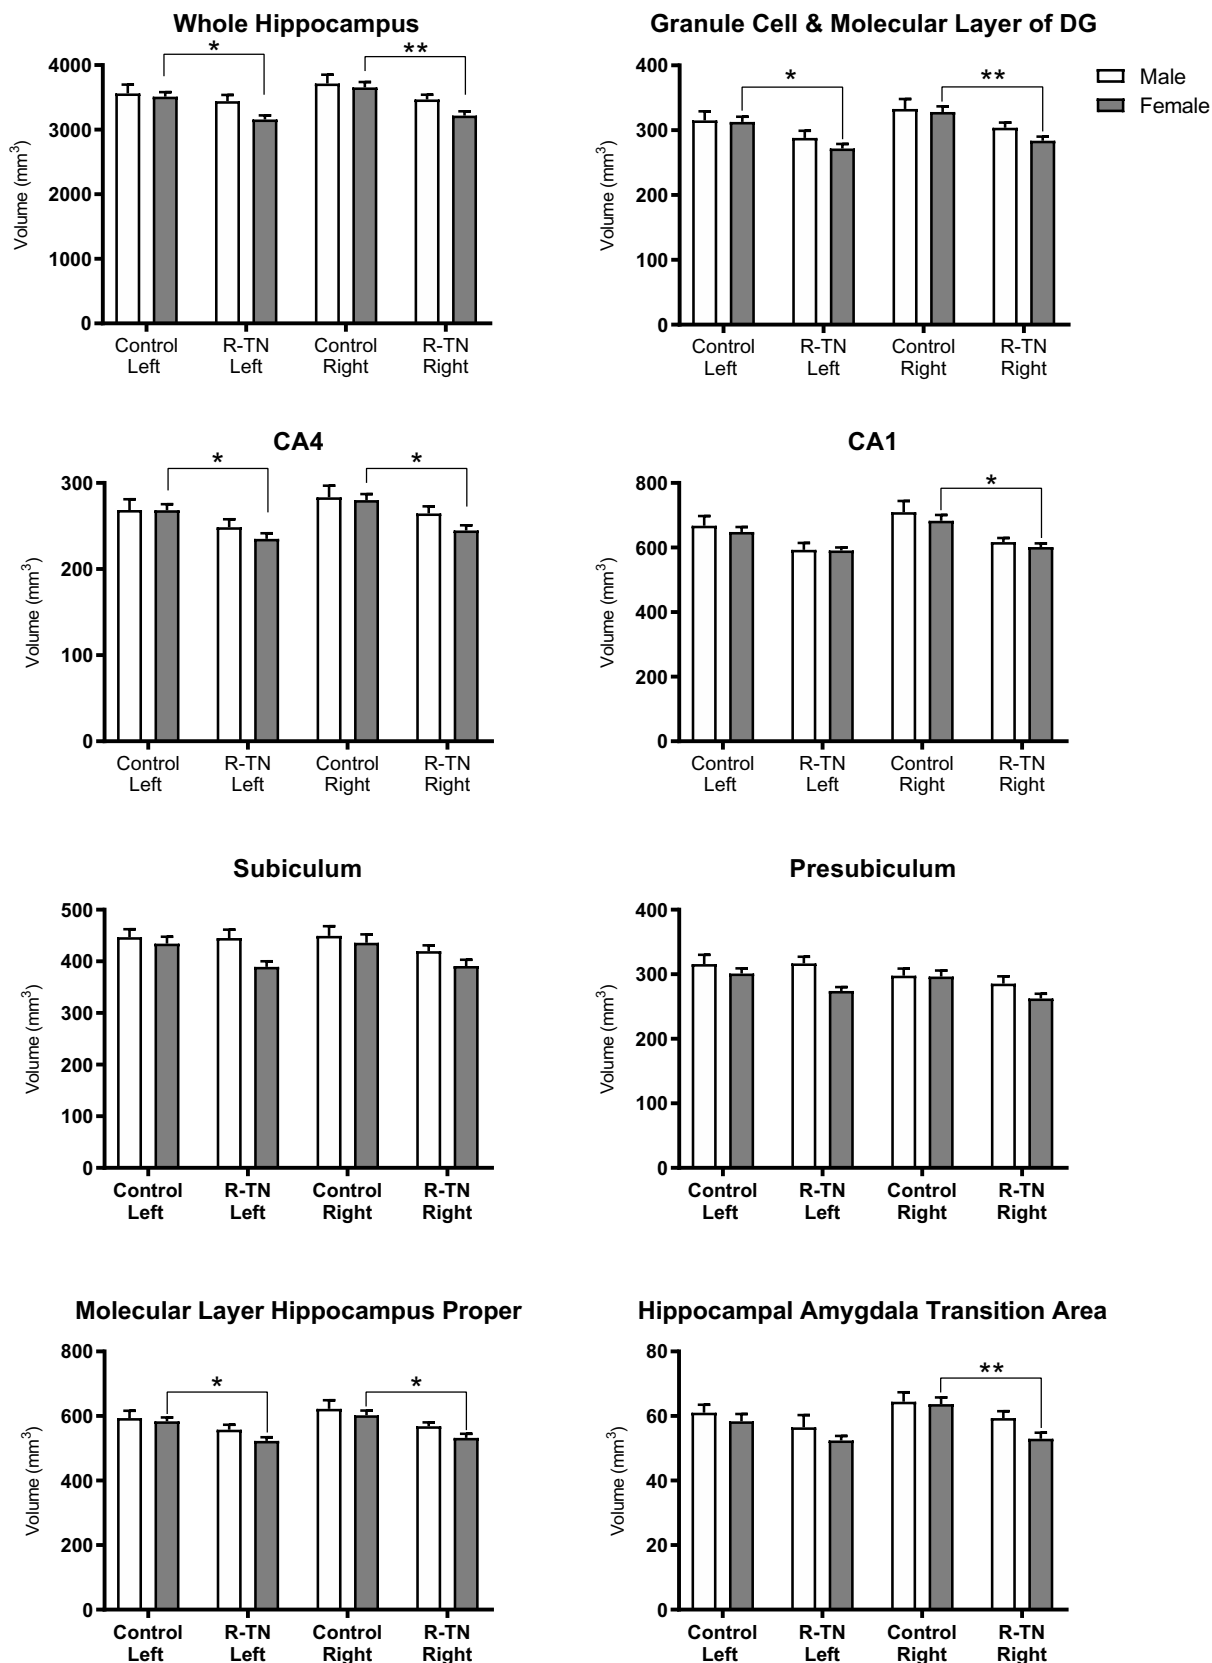 Whole Hippocampus
Volume (mm³)
4000
3000
2000
1000
0
*
**
Control Left
R-TN Left
Control Right
R-TN Right
Granule Cell & Molecular Layer of DG
Volume (mm³)
400
300
200
100
0
*
**
Control Left
R-TN Left
Control Right
R-TN Right
Male
Female
CA4
Volume (mm³)
300
200
100
0
*
*
Control Left
R-TN Left
Control Right
R-TN Right
CA1
Volume (mm³)
800
600
400
200
0
*
Control Left
R-TN Left
Control Right
R-TN Right
Subiculum
Volume (mm³)
500
400
300
200
100
0
Control Left
R-TN Left
Control Right
R-TN Right
Presubiculum
Volume (mm³)
400
300
200
100
0
Control Left
R-TN Left
Control Right
R-TN Right
Molecular Layer Hippocampus Proper
Volume (mm³)
800
600
400
200
0
*
*
Control Left
R-TN Left
Control Right
R-TN Right
Hippocampal Amygdala Transition Area
Volume (mm³)
80
60
40
20
0
**
Control Left
R-TN Left
Control Right
R-TN Right